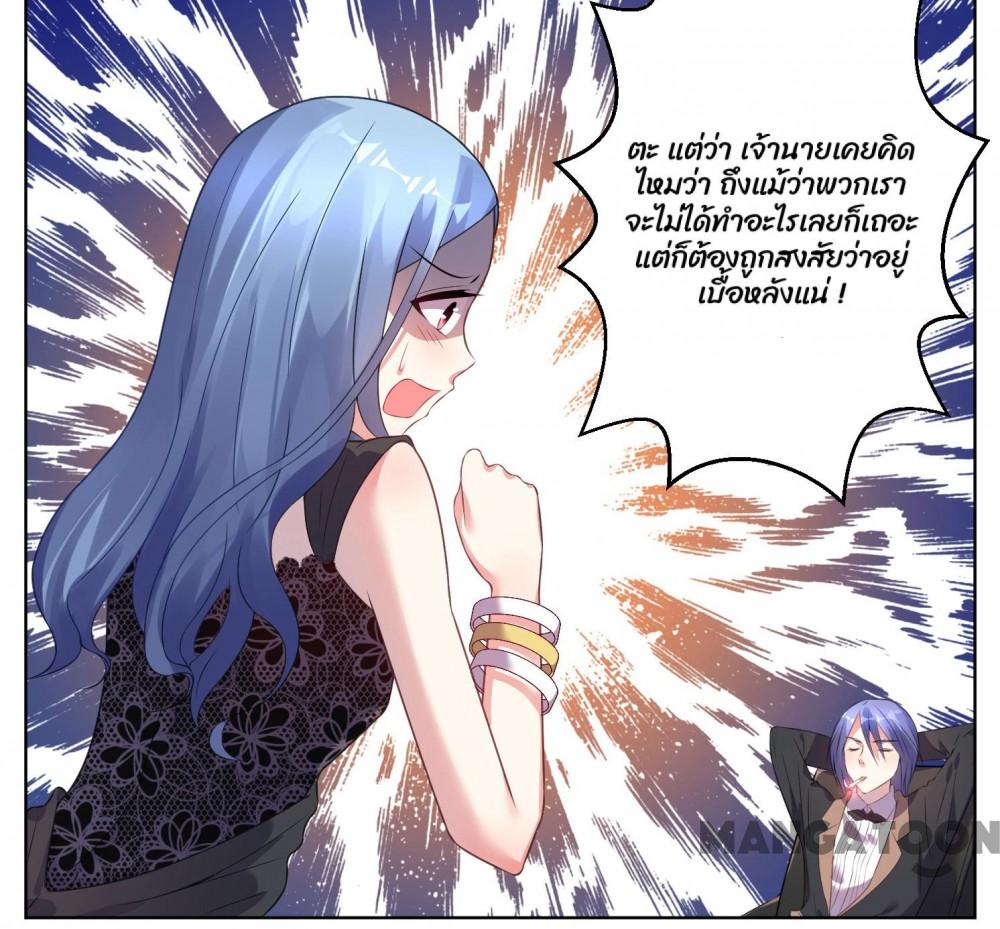 ตะ แต่ว่า เจ้านายเคยคิด
ไหมว่า ถึงแม้ว่าพวกเรา
จะไม่ได้ทำอะไรเลยก็เถอะ
แต่ก็ต้องถูกสงสัยว่าอยู่
เบื้อหลังแน่ !
MANGATOON